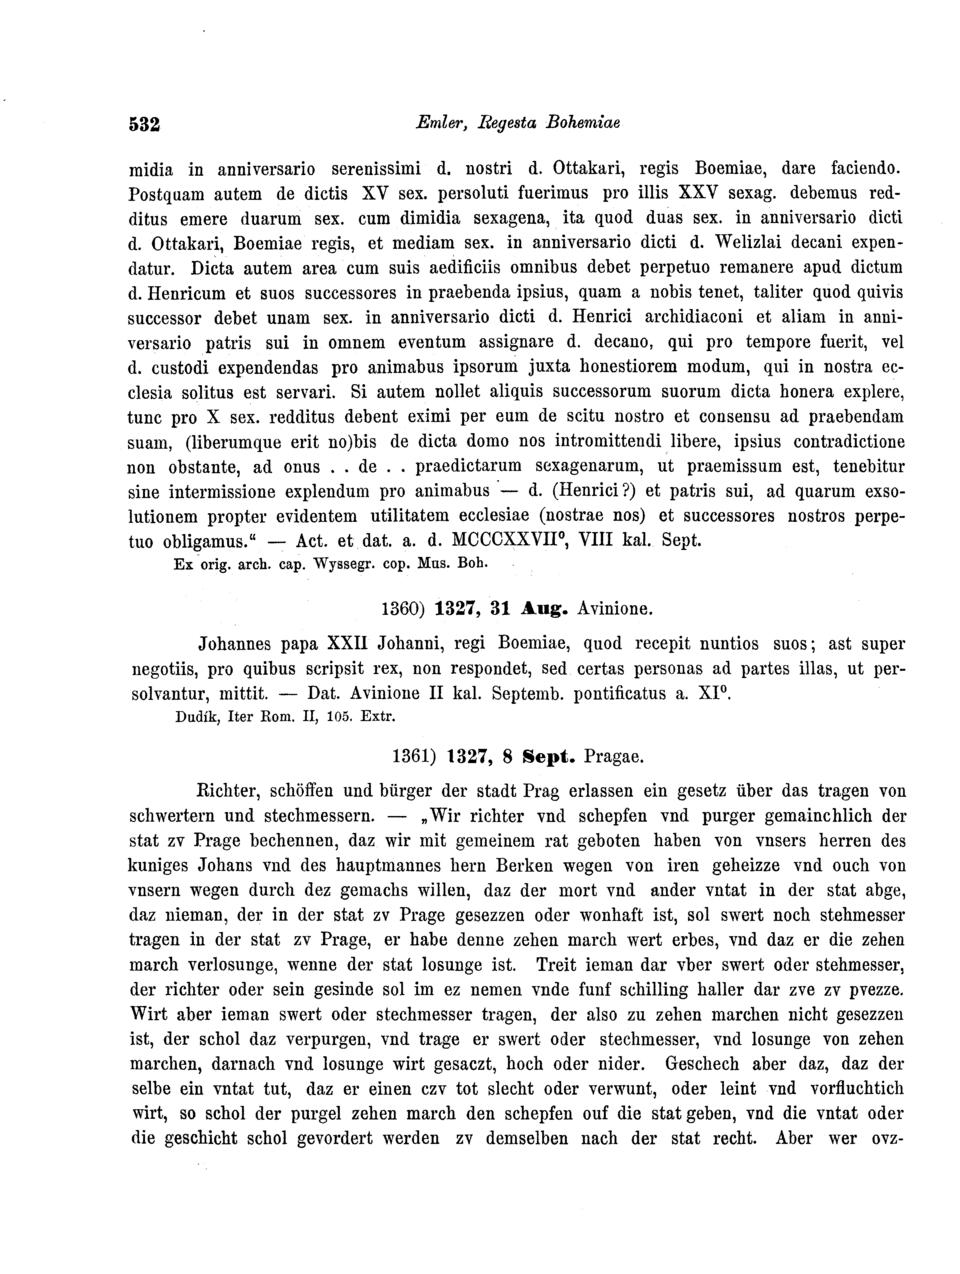 532 Emler, Regesta Bohemiae
midia in anniversario serenissimi d. nostri d. Ottakari, regis Boemiae, dare faciendo.
Postquam autem de dictis XV sex. persoluti fuerimus pro illis XXV sexag. debemus red-
ditus emere duarum sex. cum dimidia sexagena, ita quod duas sex. in anniversario dicti
d. Ottakari, Boemiae regis, et mediam sex. in anniversario dicti d. Welizlai decani expen-
datur. Dicta autem area cum suis aedificiis omnibus debet perpetuo remanere apud dictum
d. Henricum et suos successores in praebenda ipsius, quam a nobis tenet, taliter quod quivis
successor debet unam sex. in anniversario dicti d. Henrici archidiaconi et aliam in anni-
versario patris sui in omnem eventum assignare d. decano, qui pro tempore fuerit, vel
d. custodi expendendas pro animabus ipsorum juxta honestiorem modum, qui in nostra ec-
clesia solitus est servari. Si autem nollet aliquis successorum suorum dicta honera explere,
tunc pro X sex. redditus debent eximi per eum de scitu nostro et consensu ad praebendam
suam, (liberumque erit no)bis de dicta domo nos intromittendi libere, ipsius contradictione
non obstante, ad onus . . de . . praedictarum sexagenarum, ut praemissum est, tenebitur
sine intermissione explendum pro animabus — d. (Henrici?) et patris sui, ad quarum exso-
lutionem propter evidentem utilitatem ecclesiae (nostrae nos) et successores nostros perpe-
tuo obligamus.“ — Act. et dat. a. d. MCCCXXVII⁰, VIII kal. Sept.
Ex orig. arch. cap. Wyssegr. cop. Mus. Boh.
1360) 1327, 31 Aug. Avinione.
Johannes papa XXII Johanni, regi Boemiae, quod recepit nuntios suos; ast super
negotiis, pro quibus scripsit rex, non respondet, sed certas personas ad partes illas, ut per-
solvantur, mittit. — Dat. Avinione II kal. Septemb. pontificatus a. XI⁰.
Dudík, Iter Rom. II, 105. Extr.
1361) 1327, 8 Sept. Pragae.
Richter, schöffen und bürger der stadt Prag erlassen ein gesetz über das tragen von
schwertern und stechmessern. — „Wir richter vnd schepfen vnd purger gemainchlich der
stat zv Prage bechennen, daz wir mit gemeinem rat geboten haben von vnsers herren des
kuniges Johans vnd des hauptmannes hern Berken wegen von iren geheizze vnd ouch von
vnsern wegen durch dez gemachs willen, daz der mort vnd ander vntat in der stat abge,
daz nieman, der in der stat zv Prage gesezzen oder wonhaft ist, sol swert noch stehmesser
tragen in der stat zv Prage, er habe denne zehen march wert erbes, vnd daz er die zehen
march verlosunge, wenne der stat losunge ist. Treit ieman dar vber swert oder stehmesser,
der richter oder sein gesinde sol im ez nemen vnde funf schilling haller dar zve zv pvezze.
Wirt aber ieman swert oder stechmesser tragen, der also zu zehen marchen nicht gesezzen
ist, der schol daz verpurgen, vnd trage er swert oder stechmesser, vnd losunge von zehen
marchen, darnach vnd losunge wirt gesaczt, hoch oder nider. Geschech aber daz, daz der
selbe ein vntat tut, daz er einen czv tot slecht oder verwunt, oder leint vnd vorfluchtich
wirt, so schol der purgel zehen march den schepfen ouf die stat geben, vnd die vntat oder
die geschicht schol gevordert werden zv demselben nach der stat recht. Aber wer ovz-